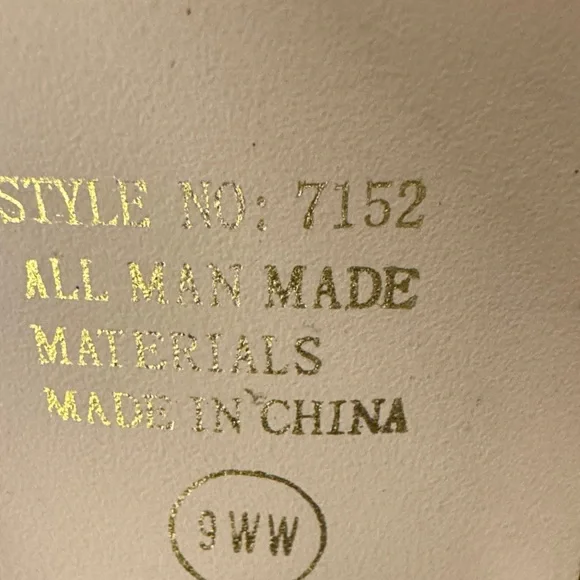 STYLE NO: 7152
ALL MAN MADE
MATERIALS
MADE IN CHINA
9WW